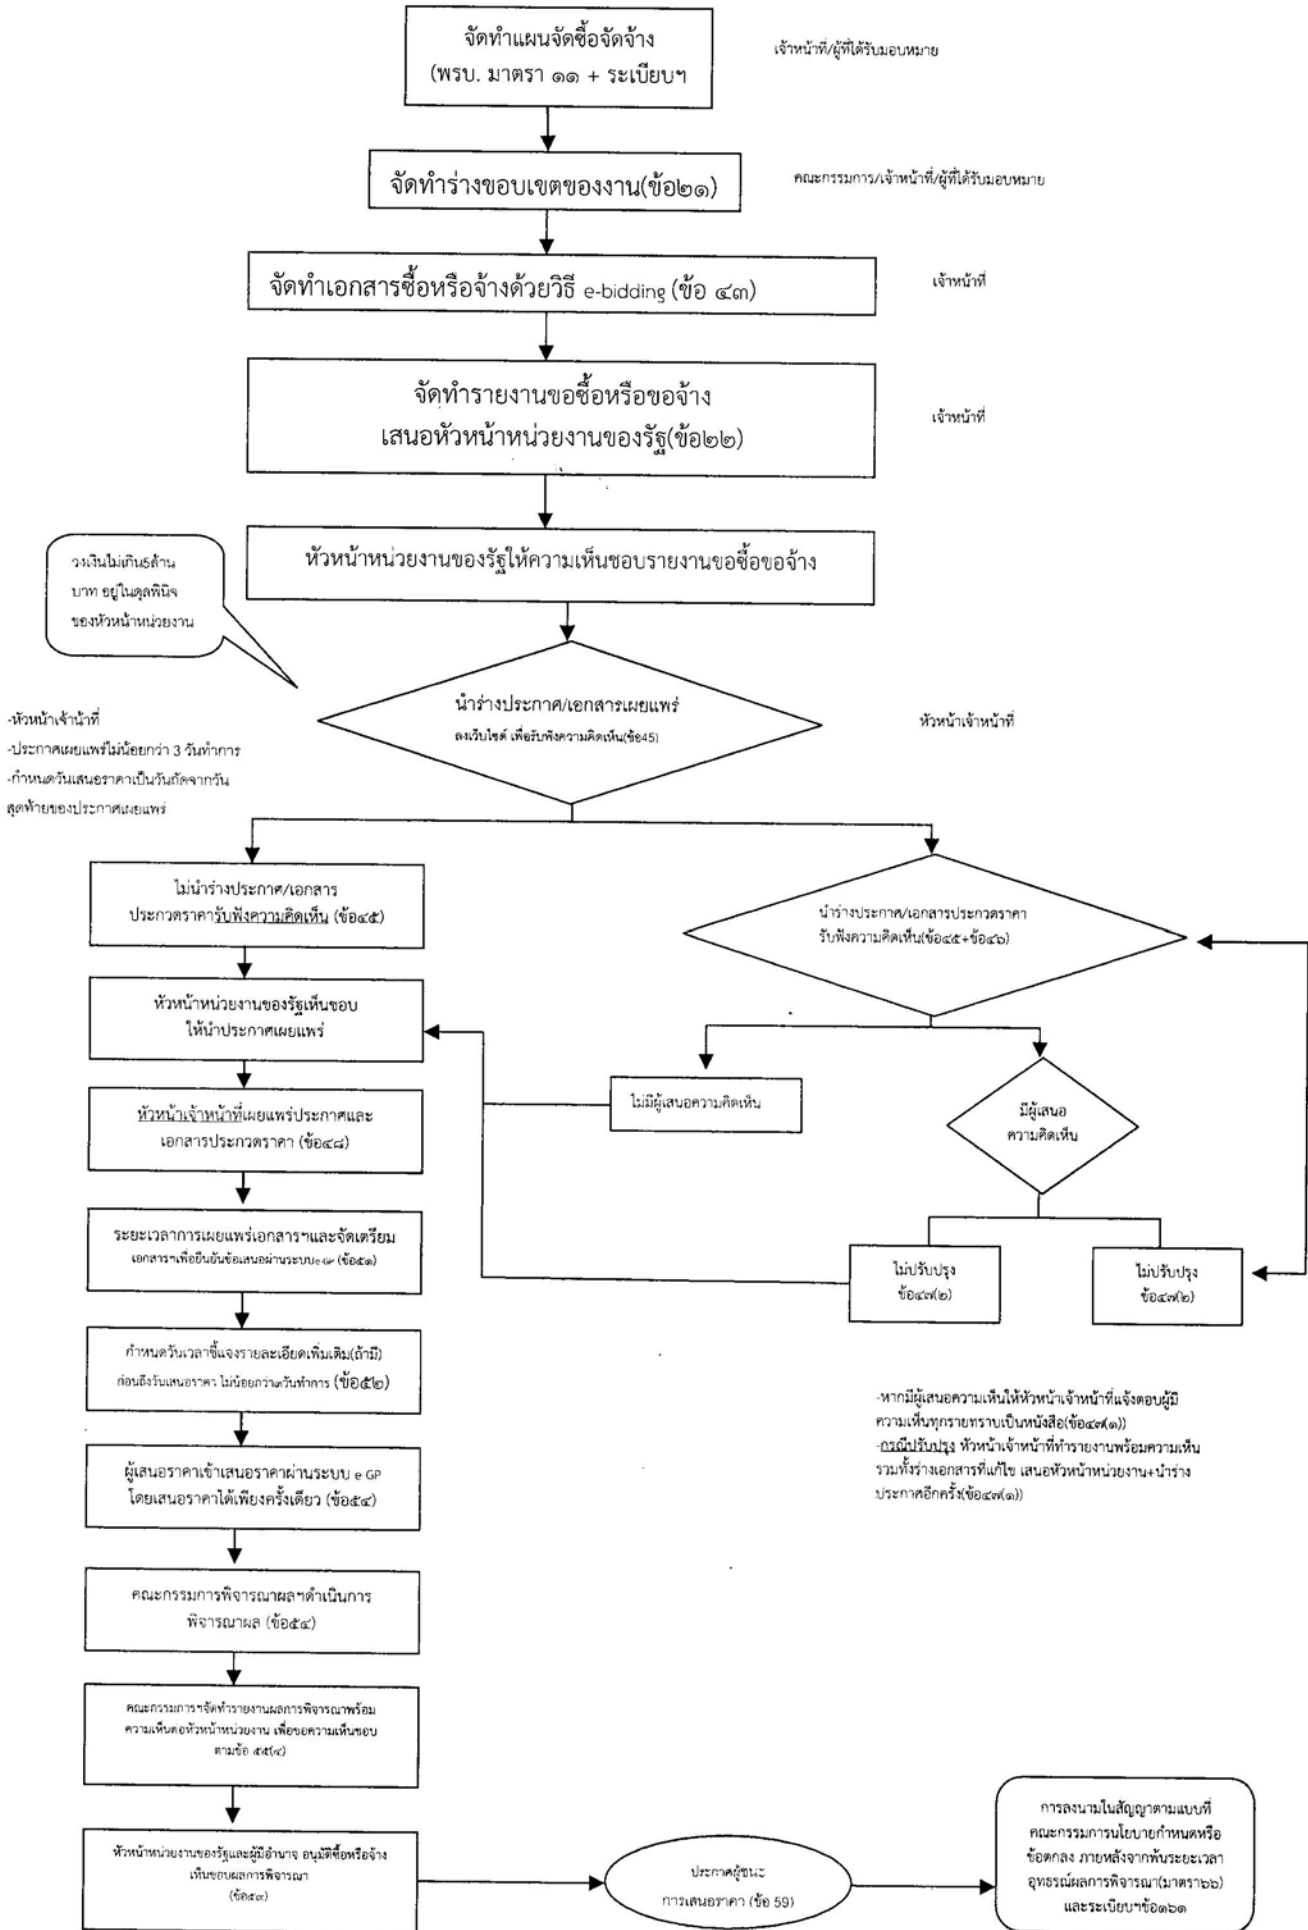 จัดทำแผนจัดซื้อจัดจ้าง
(พรบ. มาตรา ๑๑ + ระเบียบฯ
เจ้าหน้าที่/ผู้ที่ได้รับมอบหมาย
จัดทำร่างขอบเขตของงาน(ข้อ๒๑)
คณะกรรมการ/เจ้าหน้าที่/ผู้ที่ได้รับมอบหมาย
จัดทำเอกสารซื้อหรือจ้างด้วยวิธี e-bidding (ข้อ ๔๓)
เจ้าหน้าที่
จัดทำรายงานขอซื้อหรือขอจ้าง
เสนอหัวหน้าหน่วยงานของรัฐ(ข้อ๒๒)
เจ้าหน้าที่
หัวหน้าหน่วยงานของรัฐให้ความเห็นชอบรายงานขอซื้อขอจ้าง
วงเงินไม่เกิน5ล้าน
บาท อยู่ในดุลพินิจ
ของหัวหน้าหน่วยงาน
นำร่างประกาศ/เอกสารเผยแพร่
ลงเว็บไซต์ เพื่อรับฟังความคิดเห็น(ข้อ45)
หัวหน้าเจ้าหน้าที่
-หัวหน้าเจ้าน้าที่
-ประกาศเผยแพร่ไม่น้อยกว่า 3 วันทำการ
-กำหนดวันเสนอราคาเป็นวันถัดจากวัน
สุดท้ายของประกาศเผยแพร่
ไม่นำร่างประกาศ/เอกสาร
ประกวดราคารับฟังความคิดเห็น (ข้อ๔๕)
นำร่างประกาศ/เอกสารประกวดราคา
รับฟังความคิดเห็น(ข้อ๔๕+ข้อ๔๖)
หัวหน้าหน่วยงานของรัฐเห็นชอบ
ให้นำประกาศเผยแพร่
ไม่มีผู้เสนอความคิดเห็น
มีผู้เสนอ
ความคิดเห็น
หัวหน้าเจ้าหน้าที่เผยแพร่ประกาศและ
เอกสารประกวดราคา (ข้อ๔๘)
ระยะเวลาการเผยแพร่เอกสารฯและจัดเตรียม
เอกสารฯเพื่อยืนยันข้อเสนอผ่านระบบe-GP (ข้อ๕๑)
ไม่ปรับปรุง
ข้อ๔๗(๒)
ไม่ปรับปรุง
ข้อ๔๗(๒)
กำหนดวันเวลาชี้แจงรายละเอียดเพิ่มเติม(ถ้ามี)
ก่อนถึงวันเสนอราคา ไม่น้อยกว่า๓วันทำการ (ข้อ๕๒)
-หากมีผู้เสนอความเห็นให้หัวหน้าเจ้าหน้าที่แจ้งตอบผู้มี
ความเห็นทุกรายทราบเป็นหนังสือ(ข้อ๔๗(๑))
-กรณีปรับปรุง หัวหน้าเจ้าหน้าที่ทำรายงานพร้อมความเห็น
รวมทั้งร่างเอกสารที่แก้ไข เสนอหัวหน้าหน่วยงาน+นำร่าง
ประกาศอีกครั้ง(ข้อ๔๗(๑))
ผู้เสนอราคาเข้าเสนอราคาผ่านระบบ e GP
โดยเสนอราคาได้เพียงครั้งเดียว (ข้อ๕๔)
คณะกรรมการพิจารณาผลฯดำเนินการ
พิจารณาผล (ข้อ๕๔)
คณะกรรมการฯจัดทำรายงานผลการพิจารณาพร้อม
ความเห็นต่อหัวหน้าหน่วยงาน เพื่อขอความเห็นชอบ
ตามข้อ ๕๕(๔)
หัวหน้าหน่วยงานของรัฐและผู้มีอำนาจ อนุมัติซื้อหรือจ้าง
เห็นชอบผลการพิจารณา
(ข้อ๕๙)
ประกาศผู้ชนะ
การเสนอราคา (ข้อ 59)
การลงนามในสัญญาตามแบบที่
คณะกรรมการนโยบายกำหนดหรือ
ข้อตกลง ภายหลังจากพ้นระยะเวลา
อุทธรณ์ผลการพิจารณา(มาตรา๖๖)
และระเบียบฯข้อ๑๖๑